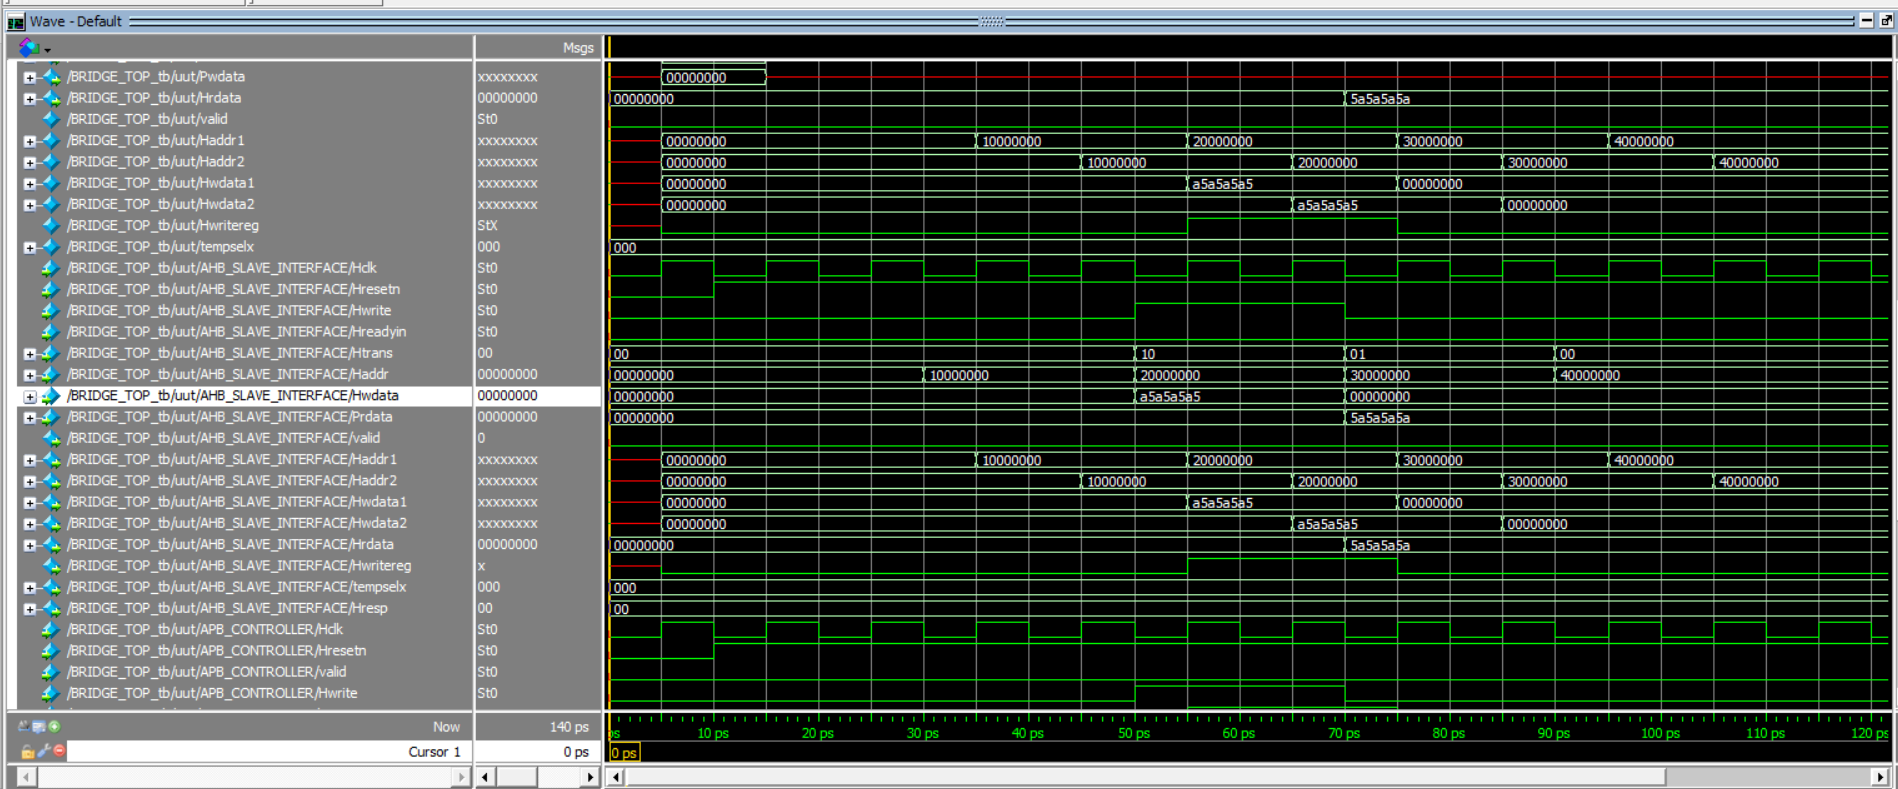 Wave - Default
Msgs
/BRIDGE_TOP_tb/uut/Pwdata xxxxxxxx 00000000
/BRIDGE_TOP_tb/uut/Hrdata 00000000 00000000 5a5a5a5a
/BRIDGE_TOP_tb/uut/valid St0
/BRIDGE_TOP_tb/uut/Haddr1 xxxxxxxx 00000000 10000000 20000000 30000000 40000000
/BRIDGE_TOP_tb/uut/Haddr2 xxxxxxxx 00000000 10000000 20000000 30000000 40000000
/BRIDGE_TOP_tb/uut/Hwdata1 xxxxxxxx 00000000 a5a5a5a5 00000000
/BRIDGE_TOP_tb/uut/Hwdata2 xxxxxxxx 00000000 a5a5a5a5 00000000
/BRIDGE_TOP_tb/uut/Hwritereg StX
/BRIDGE_TOP_tb/uut/tempselx 000 000
/BRIDGE_TOP_tb/uut/AHB_SLAVE_INTERFACE/Hclk St0
/BRIDGE_TOP_tb/uut/AHB_SLAVE_INTERFACE/Hresetn St0
/BRIDGE_TOP_tb/uut/AHB_SLAVE_INTERFACE/Hwrite St0
/BRIDGE_TOP_tb/uut/AHB_SLAVE_INTERFACE/Hreadyin St0
/BRIDGE_TOP_tb/uut/AHB_SLAVE_INTERFACE/Htrans 00 00 10 01 00
/BRIDGE_TOP_tb/uut/AHB_SLAVE_INTERFACE/Haddr 00000000 00000000 10000000 20000000 30000000 40000000
/BRIDGE_TOP_tb/uut/AHB_SLAVE_INTERFACE/Hwdata 00000000 00000000 a5a5a5a5 00000000
/BRIDGE_TOP_tb/uut/AHB_SLAVE_INTERFACE/Prdata 00000000 00000000 5a5a5a5a
/BRIDGE_TOP_tb/uut/AHB_SLAVE_INTERFACE/valid 0
/BRIDGE_TOP_tb/uut/AHB_SLAVE_INTERFACE/Haddr1 xxxxxxxx 00000000 10000000 20000000 30000000 40000000
/BRIDGE_TOP_tb/uut/AHB_SLAVE_INTERFACE/Haddr2 xxxxxxxx 00000000 10000000 20000000 30000000 40000000
/BRIDGE_TOP_tb/uut/AHB_SLAVE_INTERFACE/Hwdata1 xxxxxxxx 00000000 a5a5a5a5 00000000
/BRIDGE_TOP_tb/uut/AHB_SLAVE_INTERFACE/Hwdata2 xxxxxxxx 00000000 a5a5a5a5 00000000
/BRIDGE_TOP_tb/uut/AHB_SLAVE_INTERFACE/Hrdata 00000000 00000000 5a5a5a5a
/BRIDGE_TOP_tb/uut/AHB_SLAVE_INTERFACE/Hwritereg x
/BRIDGE_TOP_tb/uut/AHB_SLAVE_INTERFACE/tempselx 000 000
/BRIDGE_TOP_tb/uut/AHB_SLAVE_INTERFACE/Hresp 00 00
/BRIDGE_TOP_tb/uut/APB_CONTROLLER/Hclk St0
/BRIDGE_TOP_tb/uut/APB_CONTROLLER/Hresetn St0
/BRIDGE_TOP_tb/uut/APB_CONTROLLER/valid St0
/BRIDGE_TOP_tb/uut/APB_CONTROLLER/Hwrite St0
Now 140 ps ps 10 ps 20 ps 30 ps 40 ps 50 ps 60 ps 70 ps 80 ps 90 ps 100 ps 110 ps 120 ps
Cursor 1 0 ps 0 ps